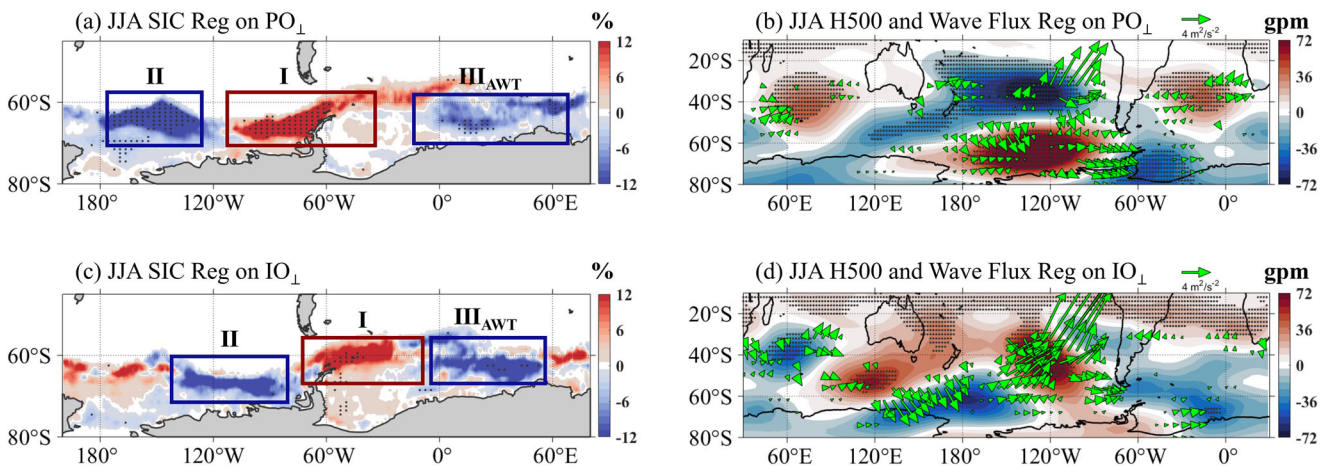 (a) JJA SIC Reg on PO⊥ %
II I III AWT
60°S
80°S
180° 120°W 60°W 0° 60°E
12
6
0
-6
-12
(b) JJA H500 and Wave Flux Reg on PO⊥ 4 m²/s⁻² gpm
20°S
40°S
60°S
80°S
60°E 120°E 180° 120°W 60°W 0°
72
36
0
-36
-72
(c) JJA SIC Reg on IO⊥ %
II I III AWT
60°S
80°S
180° 120°W 60°W 0° 60°E
12
6
0
-6
-12
(d) JJA H500 and Wave Flux Reg on IO⊥ 4 m²/s⁻² gpm
20°S
40°S
60°S
80°S
60°E 120°E 180° 120°W 60°W 0°
72
36
0
-36
-72